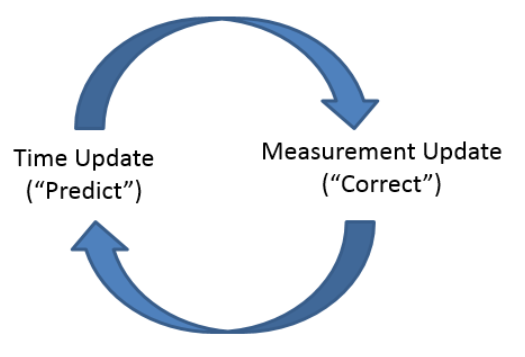 Time Update
(“Predict”)
Measurement Update
(“Correct”)